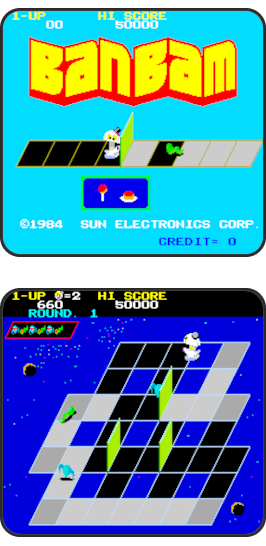 1-UP HI SCORE
00 50000
BanBam
©1984 SUN ELECTRONICS CORP.
CREDIT= 0
1-UP =2 HI SCORE
660 50000
ROUND. 1